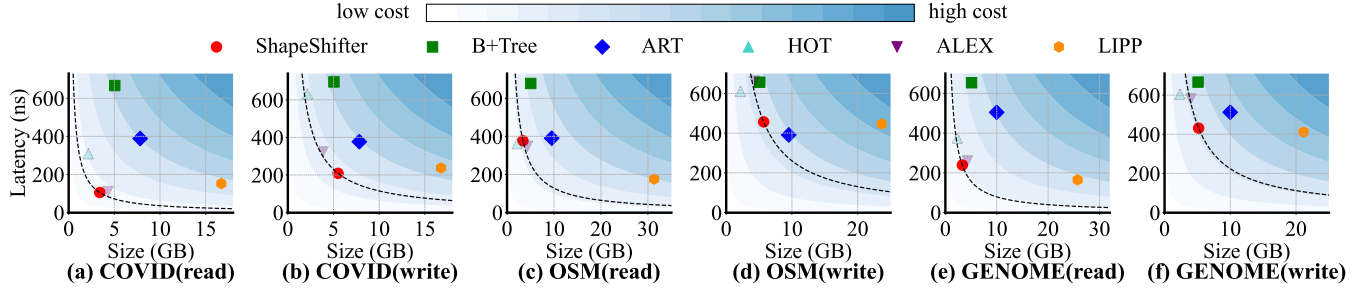 low cost high cost
ShapeShifter B+Tree ART HOT ALEX LIPP
Latency (ns)
600
400
200
0
0 5 10 15
Size (GB)
(a) COVID(read)
600
400
200
0
0 5 10 15
Size (GB)
(b) COVID(write)
600
400
200
0
0 10 20 30
Size (GB)
(c) OSM(read)
600
400
200
0
0 10 20
Size (GB)
(d) OSM(write)
600
400
200
0
0 10 20 30
Size (GB)
(e) GENOME(read)
600
400
200
0
0 10 20
Size (GB)
(f) GENOME(write)